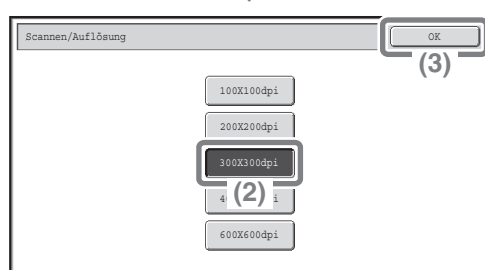 Scannen/Auflösung
OK
(3)
100X100dpi
200X200dpi
300X300dpi
(2)
600X600dpi